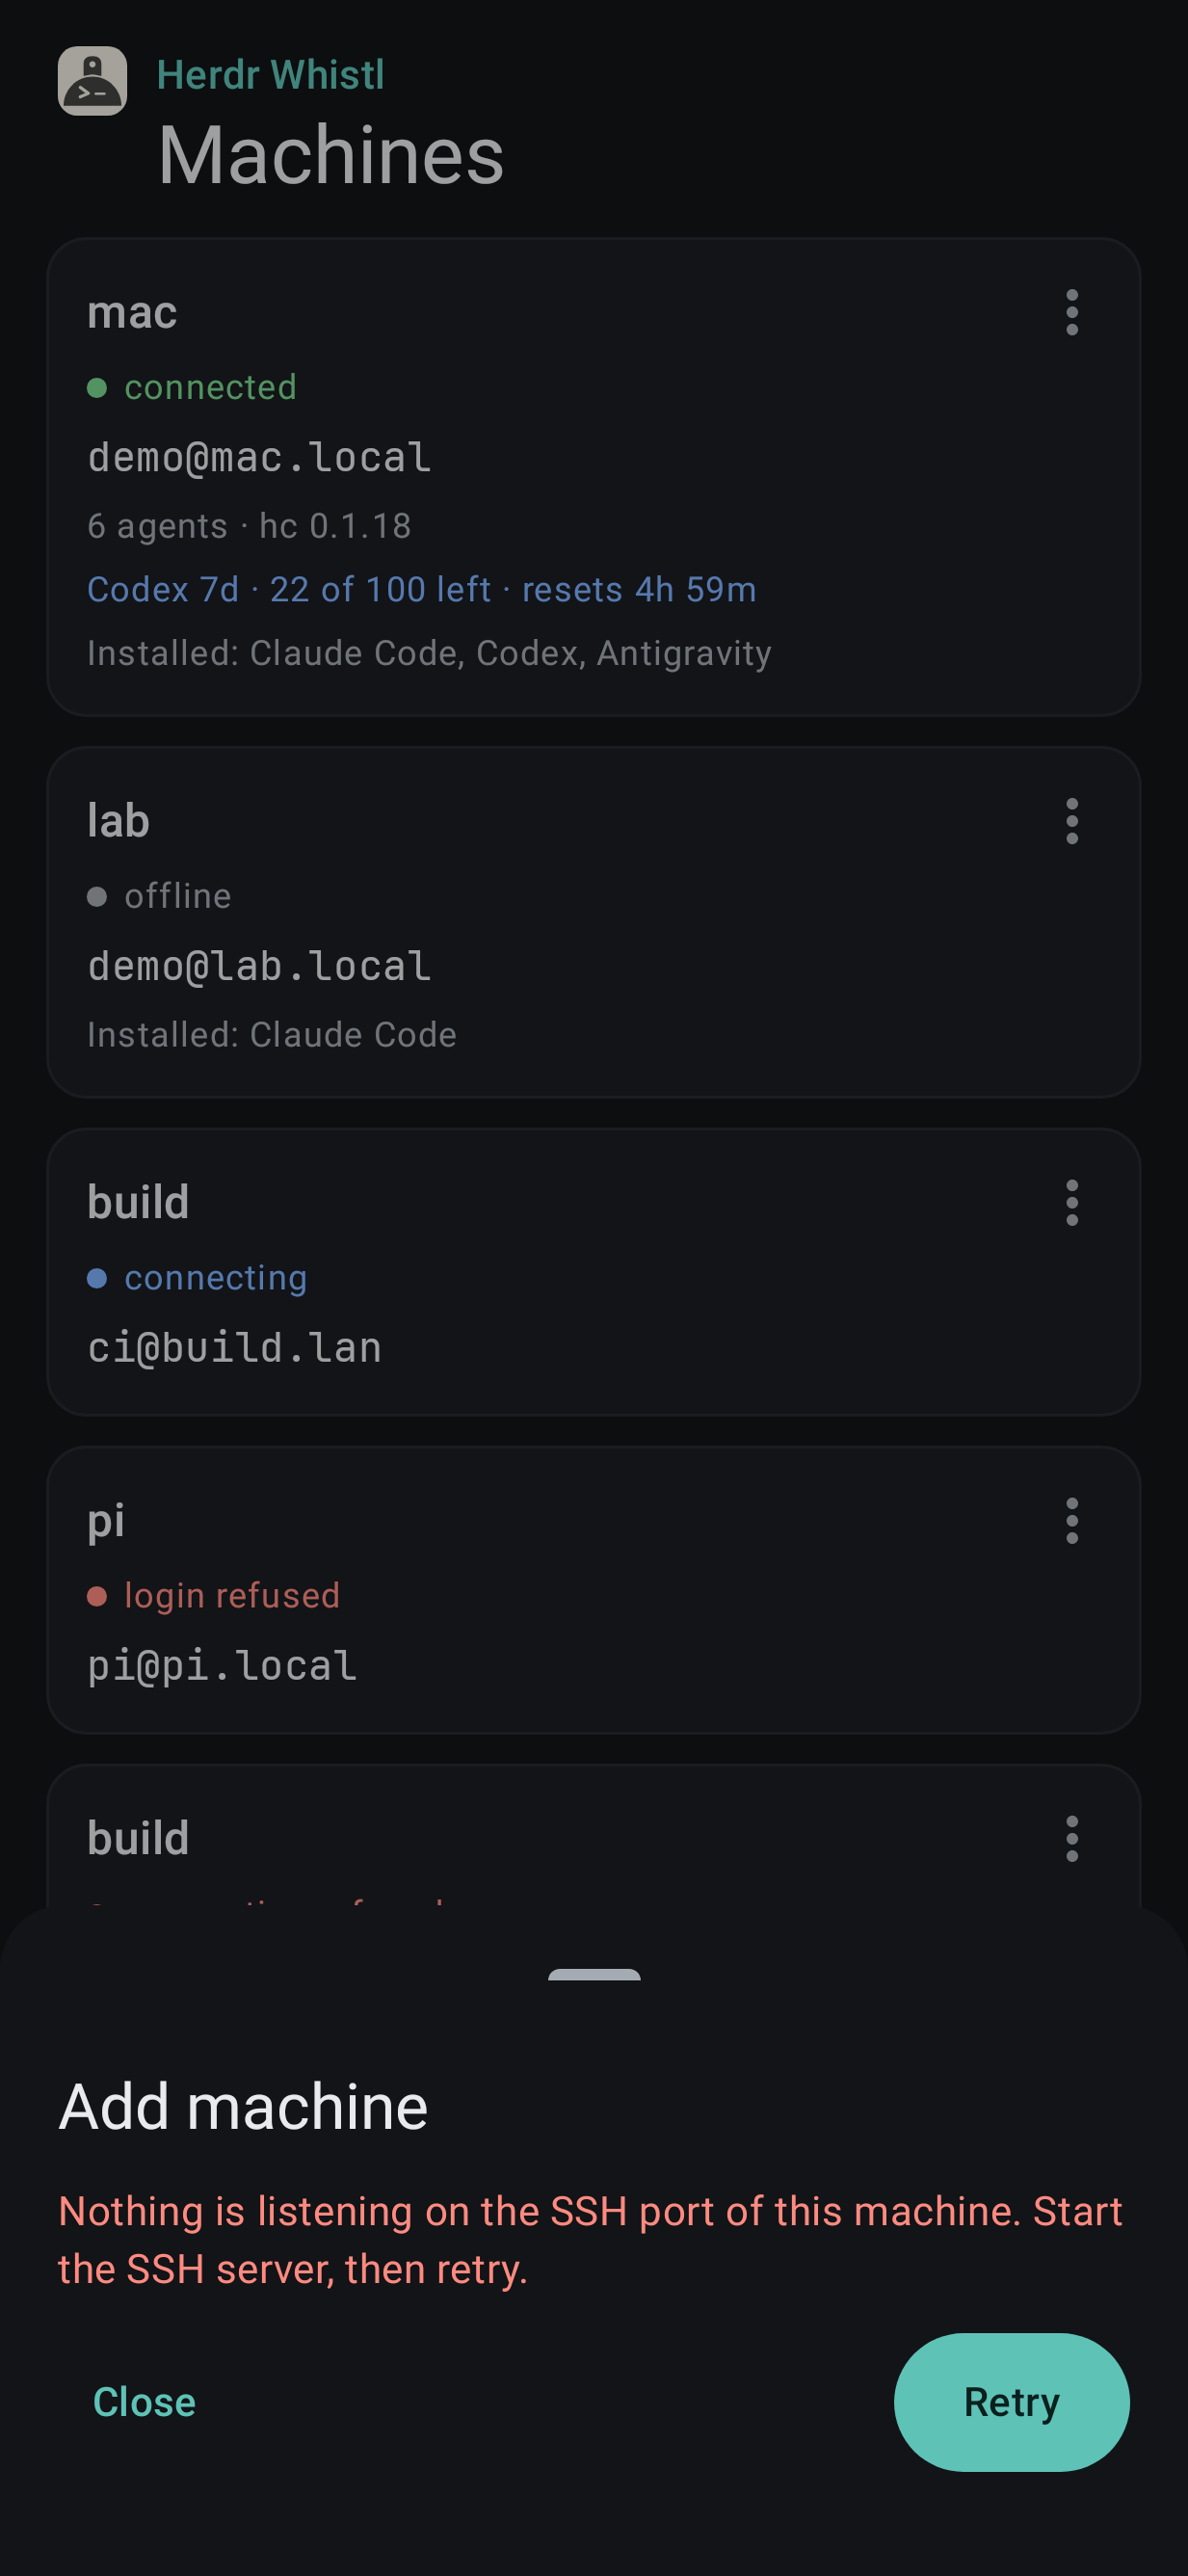 Herdr Whistl
Machines
mac
connected
demo@mac.local
6 agents · hc 0.1.18
Codex 7d · 22 of 100 left · resets 4h 59m
Installed: Claude Code, Codex, Antigravity
lab
offline
demo@lab.local
Installed: Claude Code
build
connecting
ci@build.lan
pi
login refused
pi@pi.local
build
Add machine
Nothing is listening on the SSH port of this machine. Start
the SSH server, then retry.
Close
Retry